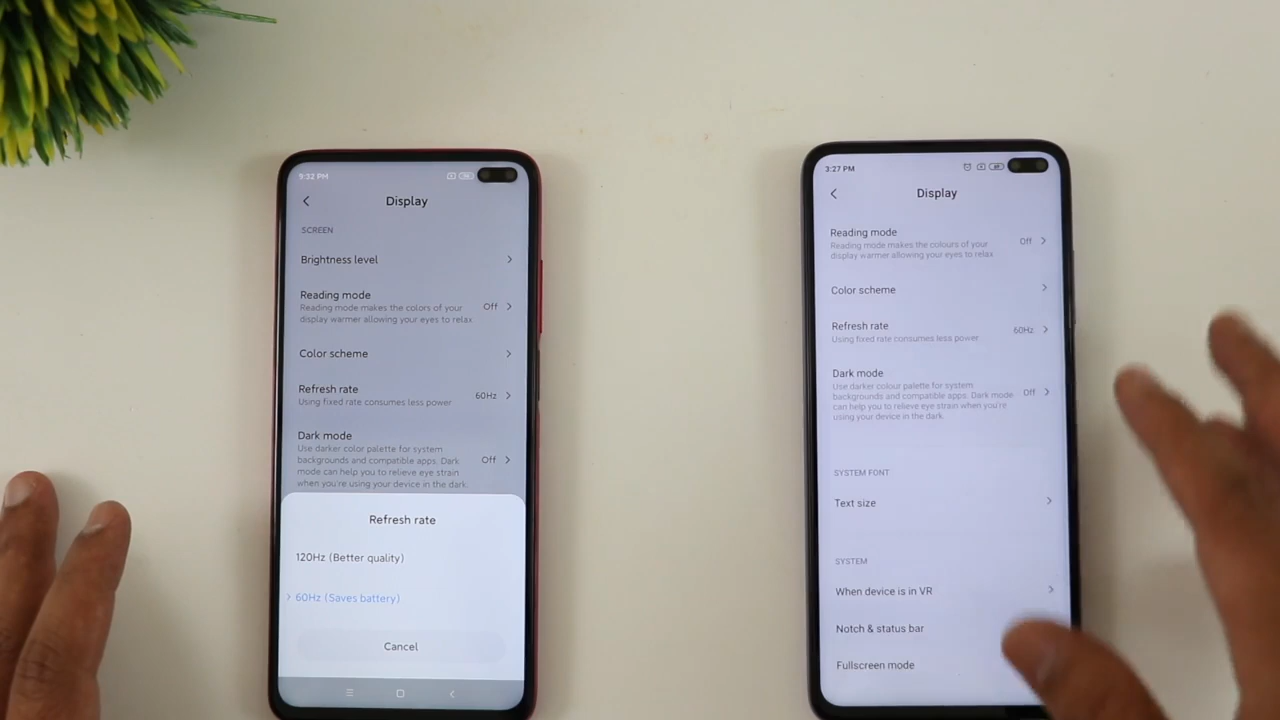 9:32 PM
Display
SCREEN
Brightness level
Reading mode
Reading mode makes the colors of your
display warmer allowing your eyes to relax
Off
Color scheme
Refresh rate
Using fixed rate consumes less power
60Hz
Dark mode
Use darker color palette for system
backgrounds and compatible apps. Dark
mode can help you to relieve eye strain
when you're using your device in the dark.
Off
Refresh rate
120Hz (Better quality)
60Hz (Saves battery)
Cancel
3:27 PM
Display
Reading mode
Reading mode makes the colours of your
display warmer allowing your eyes to relax
Off
Color scheme
Refresh rate
Using fixed rate consumes less power
60Hz
Dark mode
Use darker colour palette for system
backgrounds and compatible apps. Dark mode
can help you to relieve eye strain when you're
using your device in the dark.
Off
SYSTEM FONT
Text size
SYSTEM
When device is in VR
Notch & status bar
Fullscreen mode